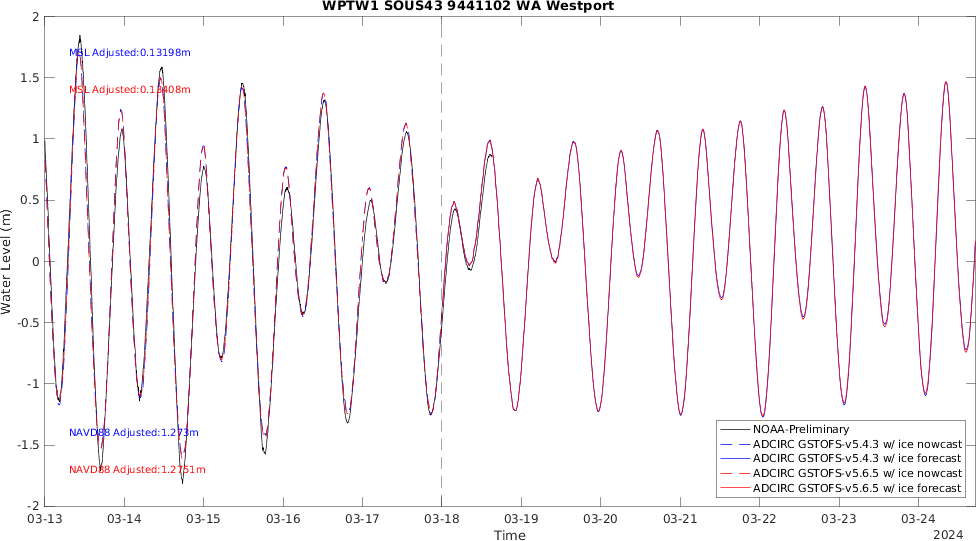 WPTW1 SOUS43 9441102 WA Westport
2
1.5
1
0.5
0
-0.5
-1
-1.5
-2
Water Level (m)
MSL Adjusted:0.13198m
MSL Adjusted:0.13408m
NAVD88 Adjusted:1.273m
NAVD88 Adjusted:1.2751m
NOAA-Preliminary
ADCIRC GSTOFS-v5.4.3 w/ ice nowcast
ADCIRC GSTOFS-v5.4.3 w/ ice forecast
ADCIRC GSTOFS-v5.6.5 w/ ice nowcast
ADCIRC GSTOFS-v5.6.5 w/ ice forecast
03-13 03-14 03-15 03-16 03-17 03-18 03-19 03-20 03-21 03-22 03-23 03-24
Time
2024